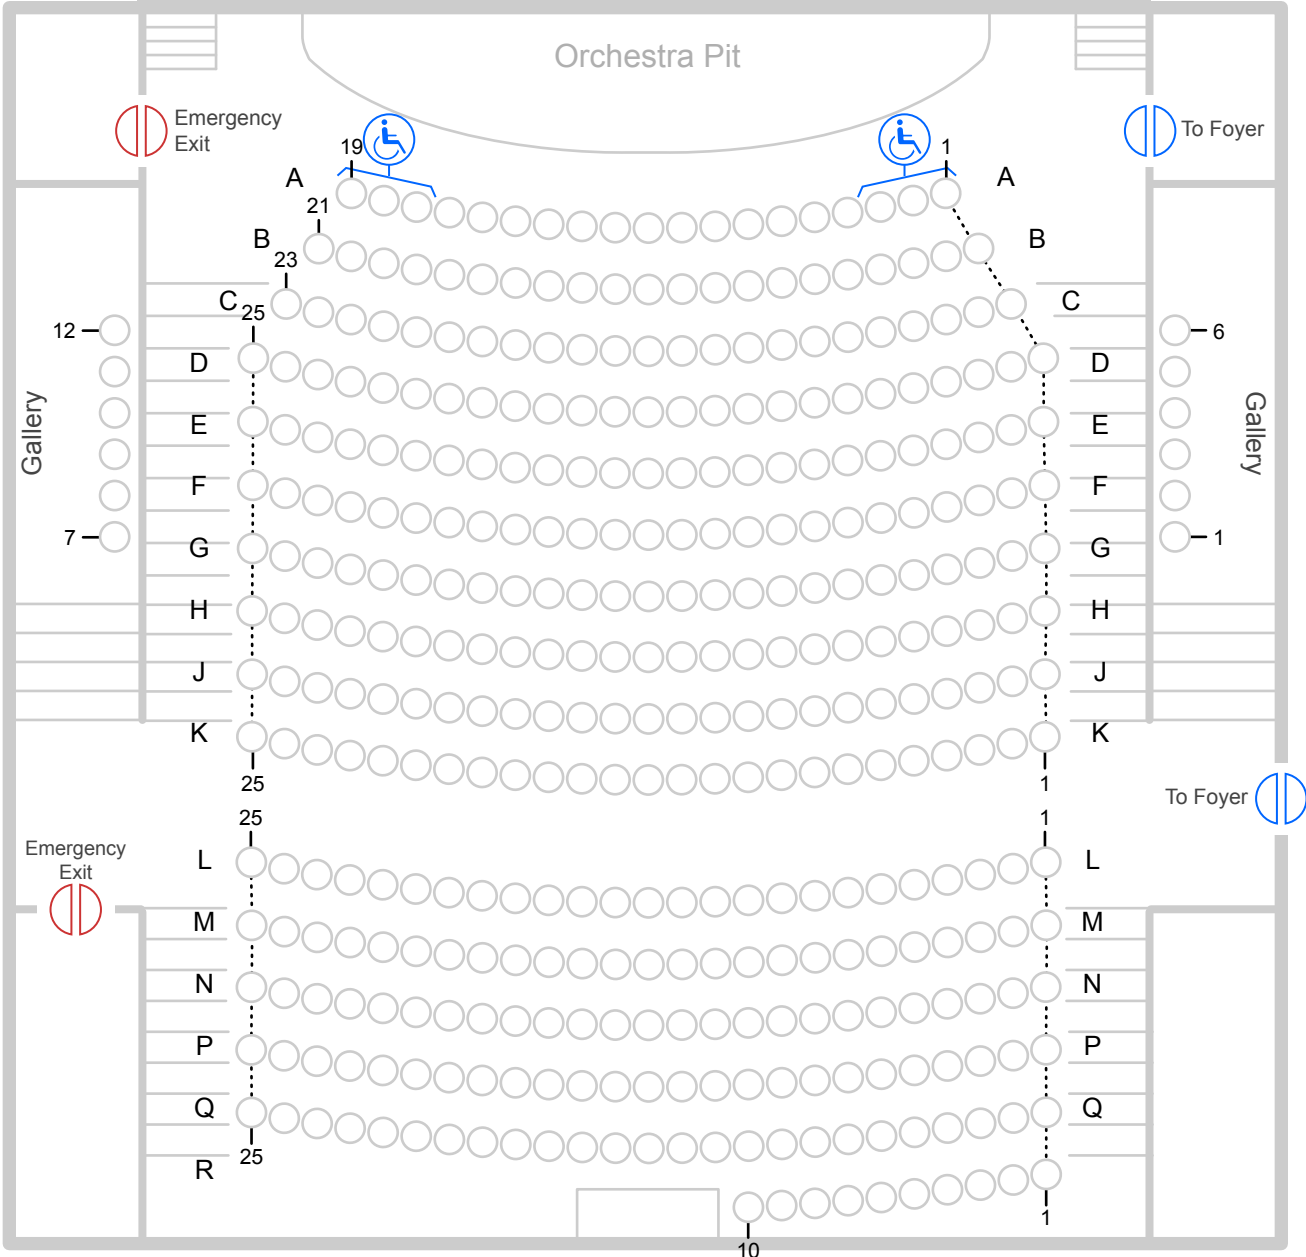 Orchestra Pit
Emergency
Exit
To Foyer
19
1
A
A
21
B
B
23
C
C
25
12
6
D
D
E
E
Gallery
Gallery
F
F
7
1
G
G
H
H
J
J
K
K
25
1
To Foyer
25
1
Emergency
Exit
L
L
M
M
N
N
P
P
Q
Q
25
R
1
10